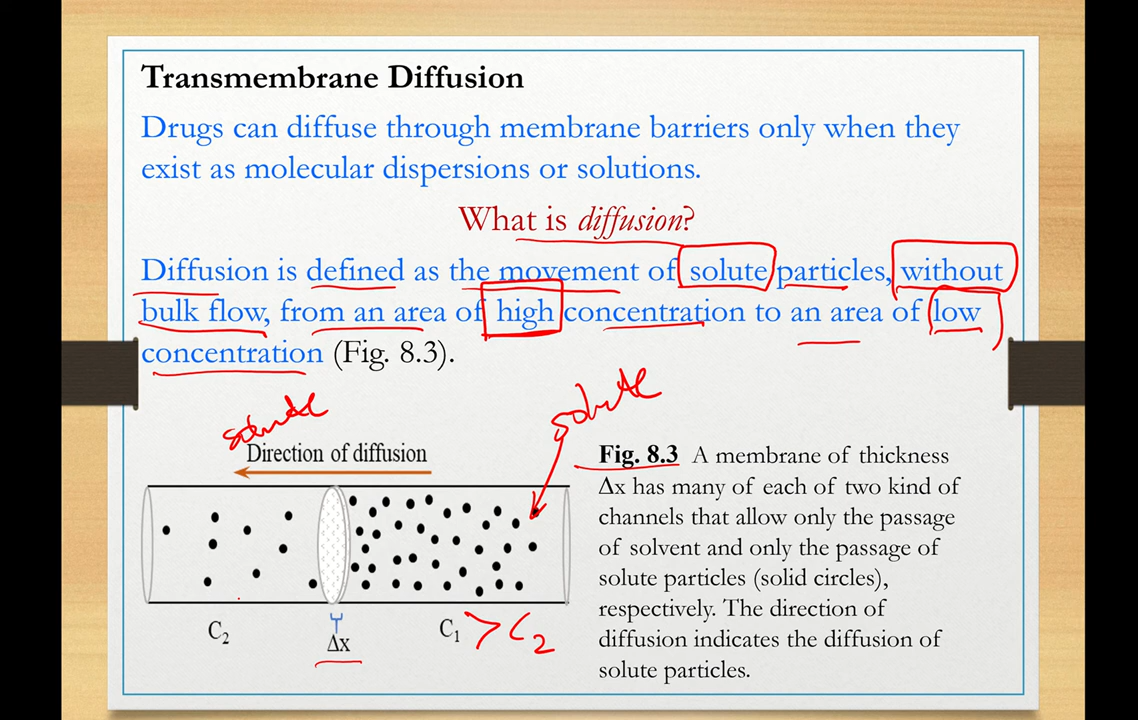 Transmembrane Diffusion
Drugs can diffuse through membrane barriers only when they
exist as molecular dispersions or solutions.
What is diffusion?
Diffusion is defined as the movement of solute particles, without
bulk flow, from an area of high concentration to an area of low
concentration (Fig. 8.3).
solute
solute
Direction of diffusion
C₂
Δx
C₁ > C₂
Fig. 8.3 A membrane of thickness
Δx has many of each of two kind of
channels that allow only the passage
of solvent and only the passage of
solute particles (solid circles),
respectively. The direction of
diffusion indicates the diffusion of
solute particles.